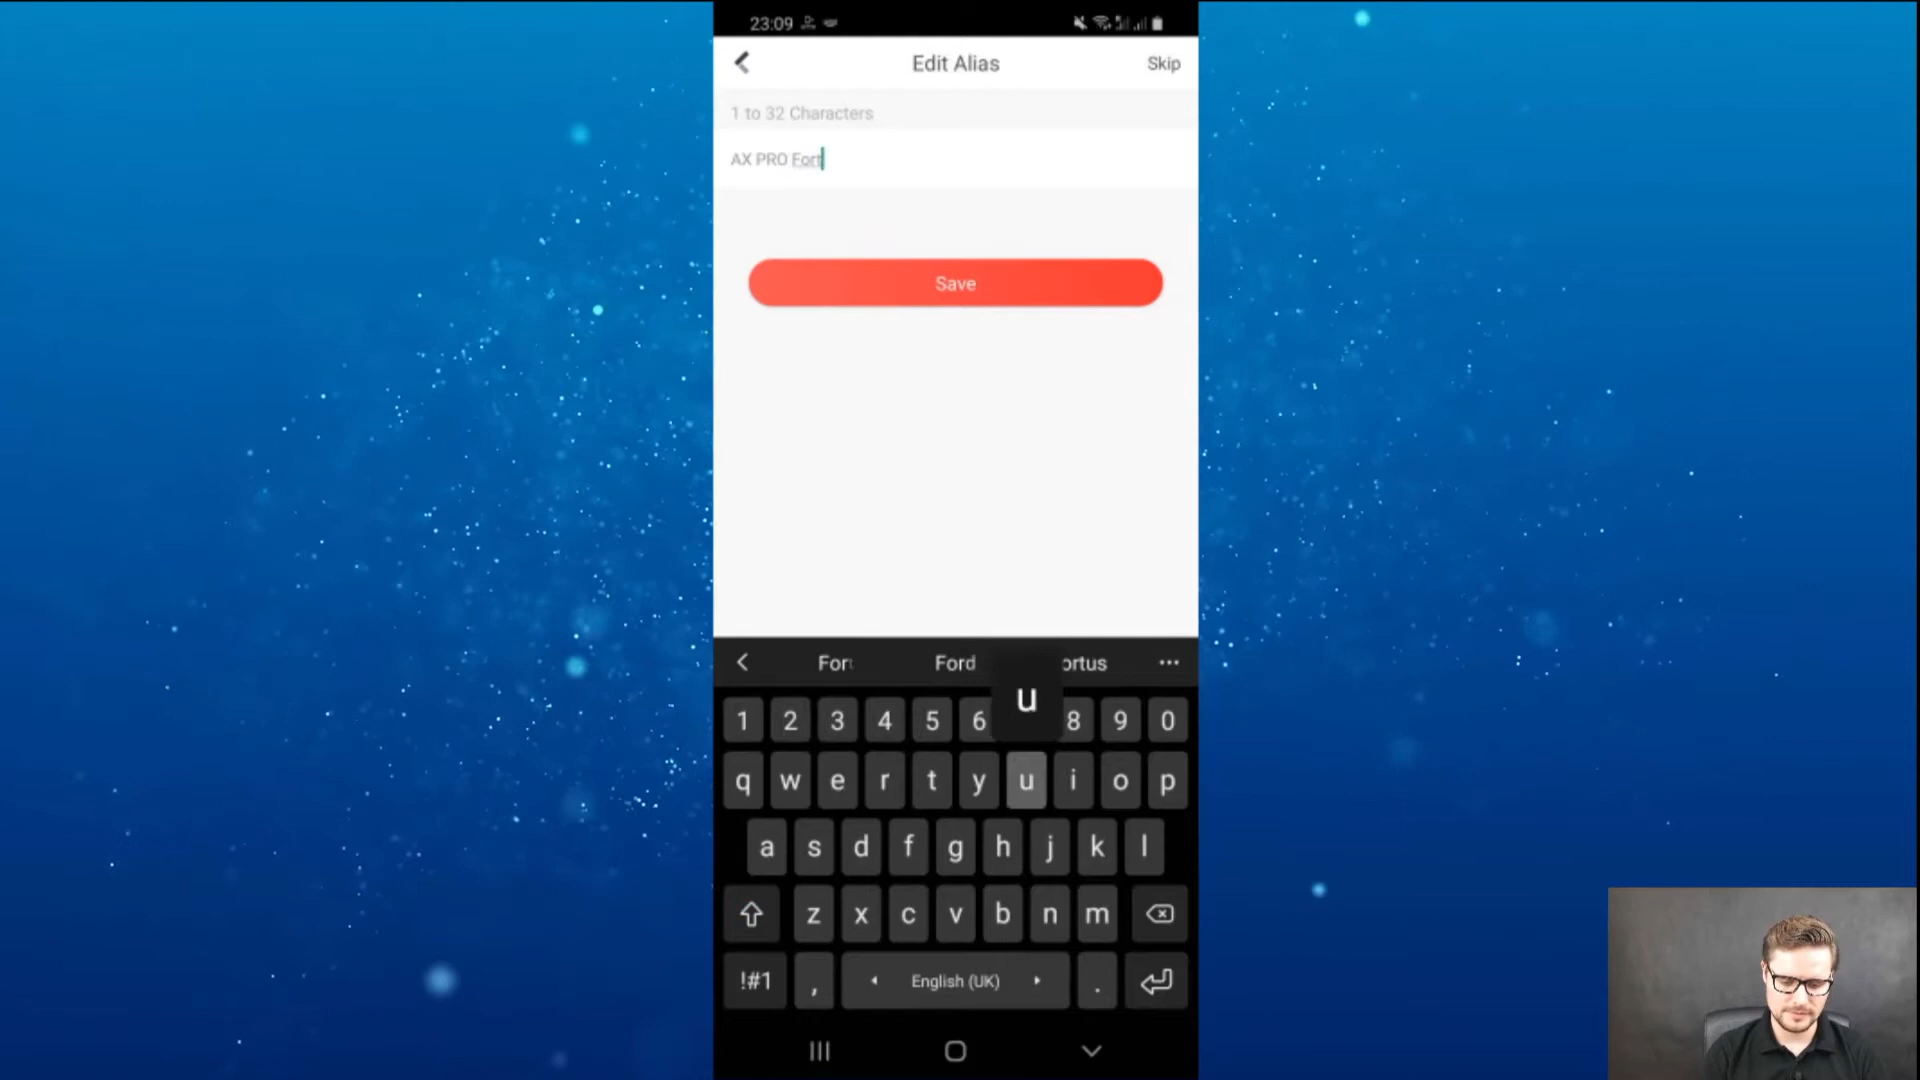 23:09
Edit Alias
Skip
1 to 32 Characters
AX PRO Fort
Save
For
Ford
ortus
u
1 2 3 4 5 6 8 9 0
q w e r t y u i o p
a s d f g h j k l
z x c v b n m
!#1 , English (UK) .